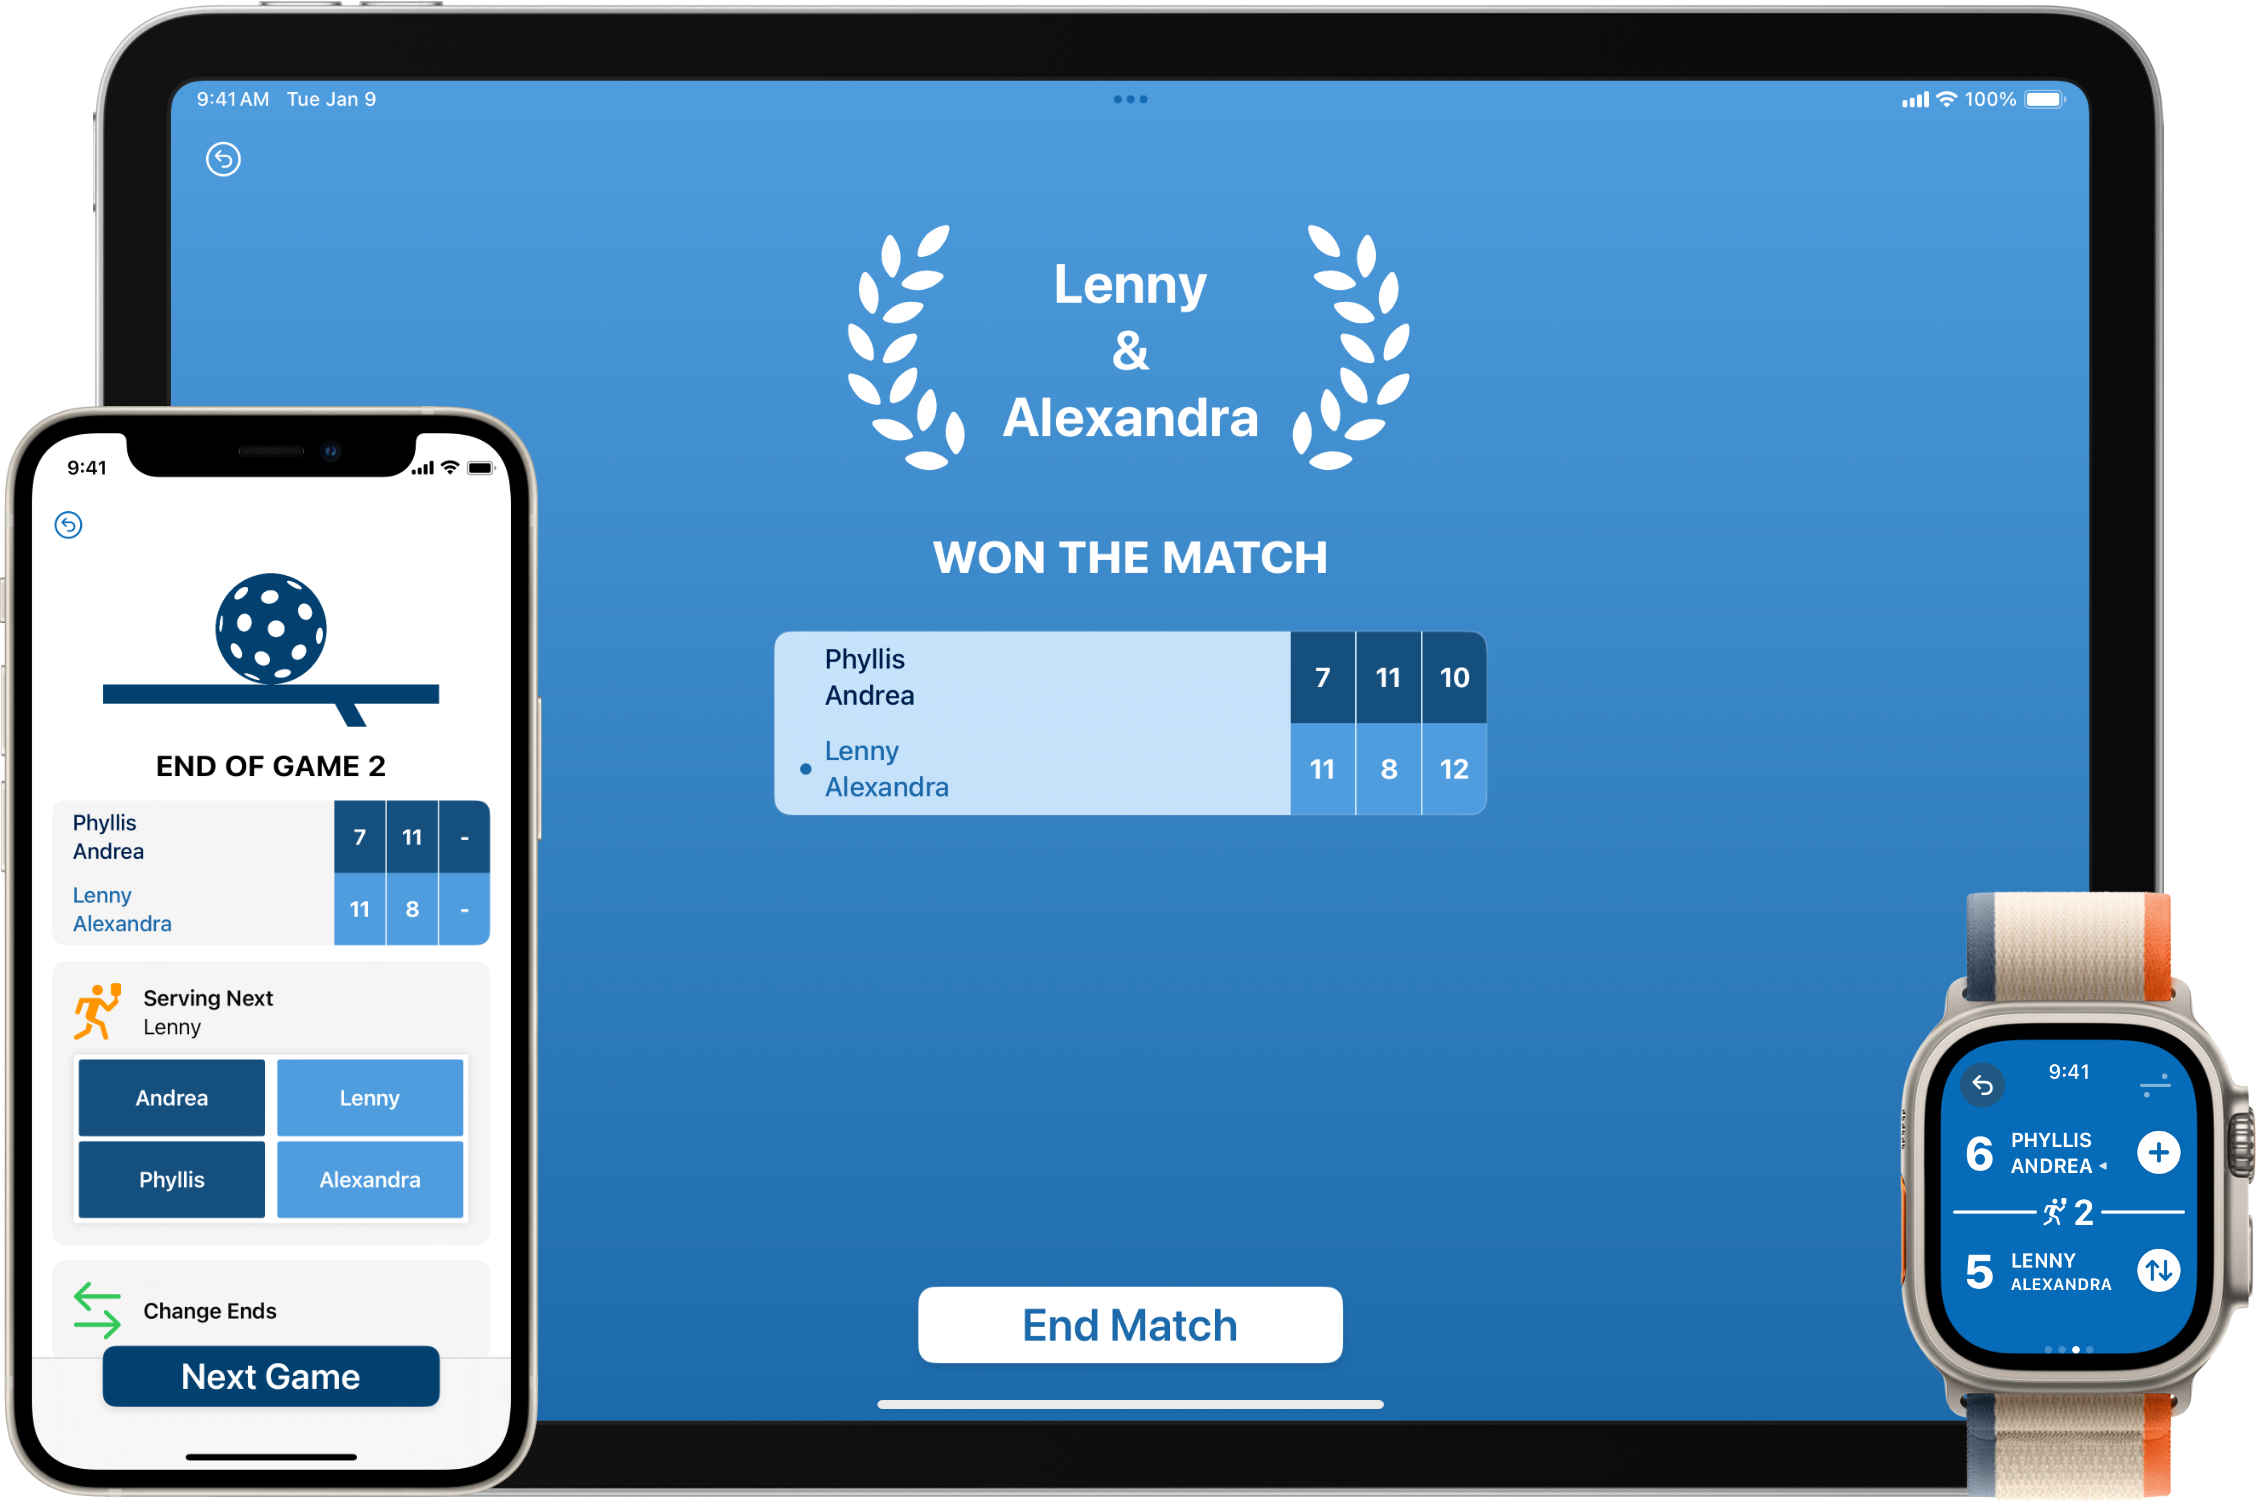 9:41 AM Tue Jan 9
100%
Lenny
&
Alexandra
WON THE MATCH
Phyllis
Andrea
7 11 10
Lenny
Alexandra
11 8 12
End Match
9:41
END OF GAME 2
Phyllis
Andrea
7 11 -
Lenny
Alexandra
11 8 -
Serving Next
Lenny
Andrea Lenny
Phyllis Alexandra
Change Ends
Next Game
9:41
6 PHYLLIS
ANDREA
2
5 LENNY
ALEXANDRA